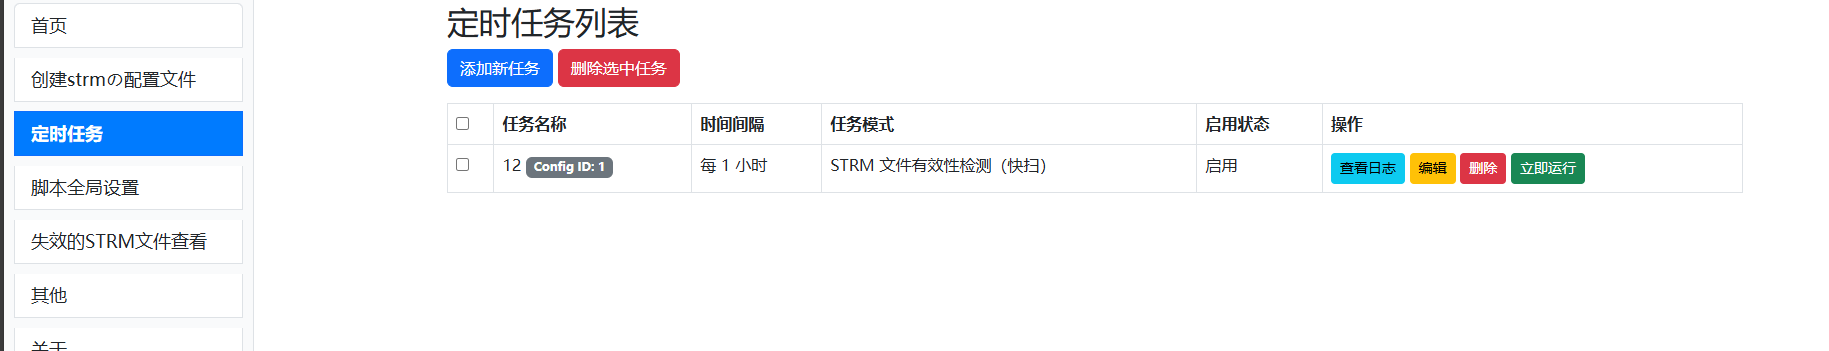 首页
创建strmの配置文件
定时任务
脚本全局设置
失效的STRM文件查看
其他
关于
定时任务列表
添加新任务 删除选中任务
任务名称 时间间隔 任务模式 启用状态 操作
12 Config ID: 1 每 1 小时 STRM 文件有效性检测（快扫） 启用 查看日志 编辑 删除 立即运行